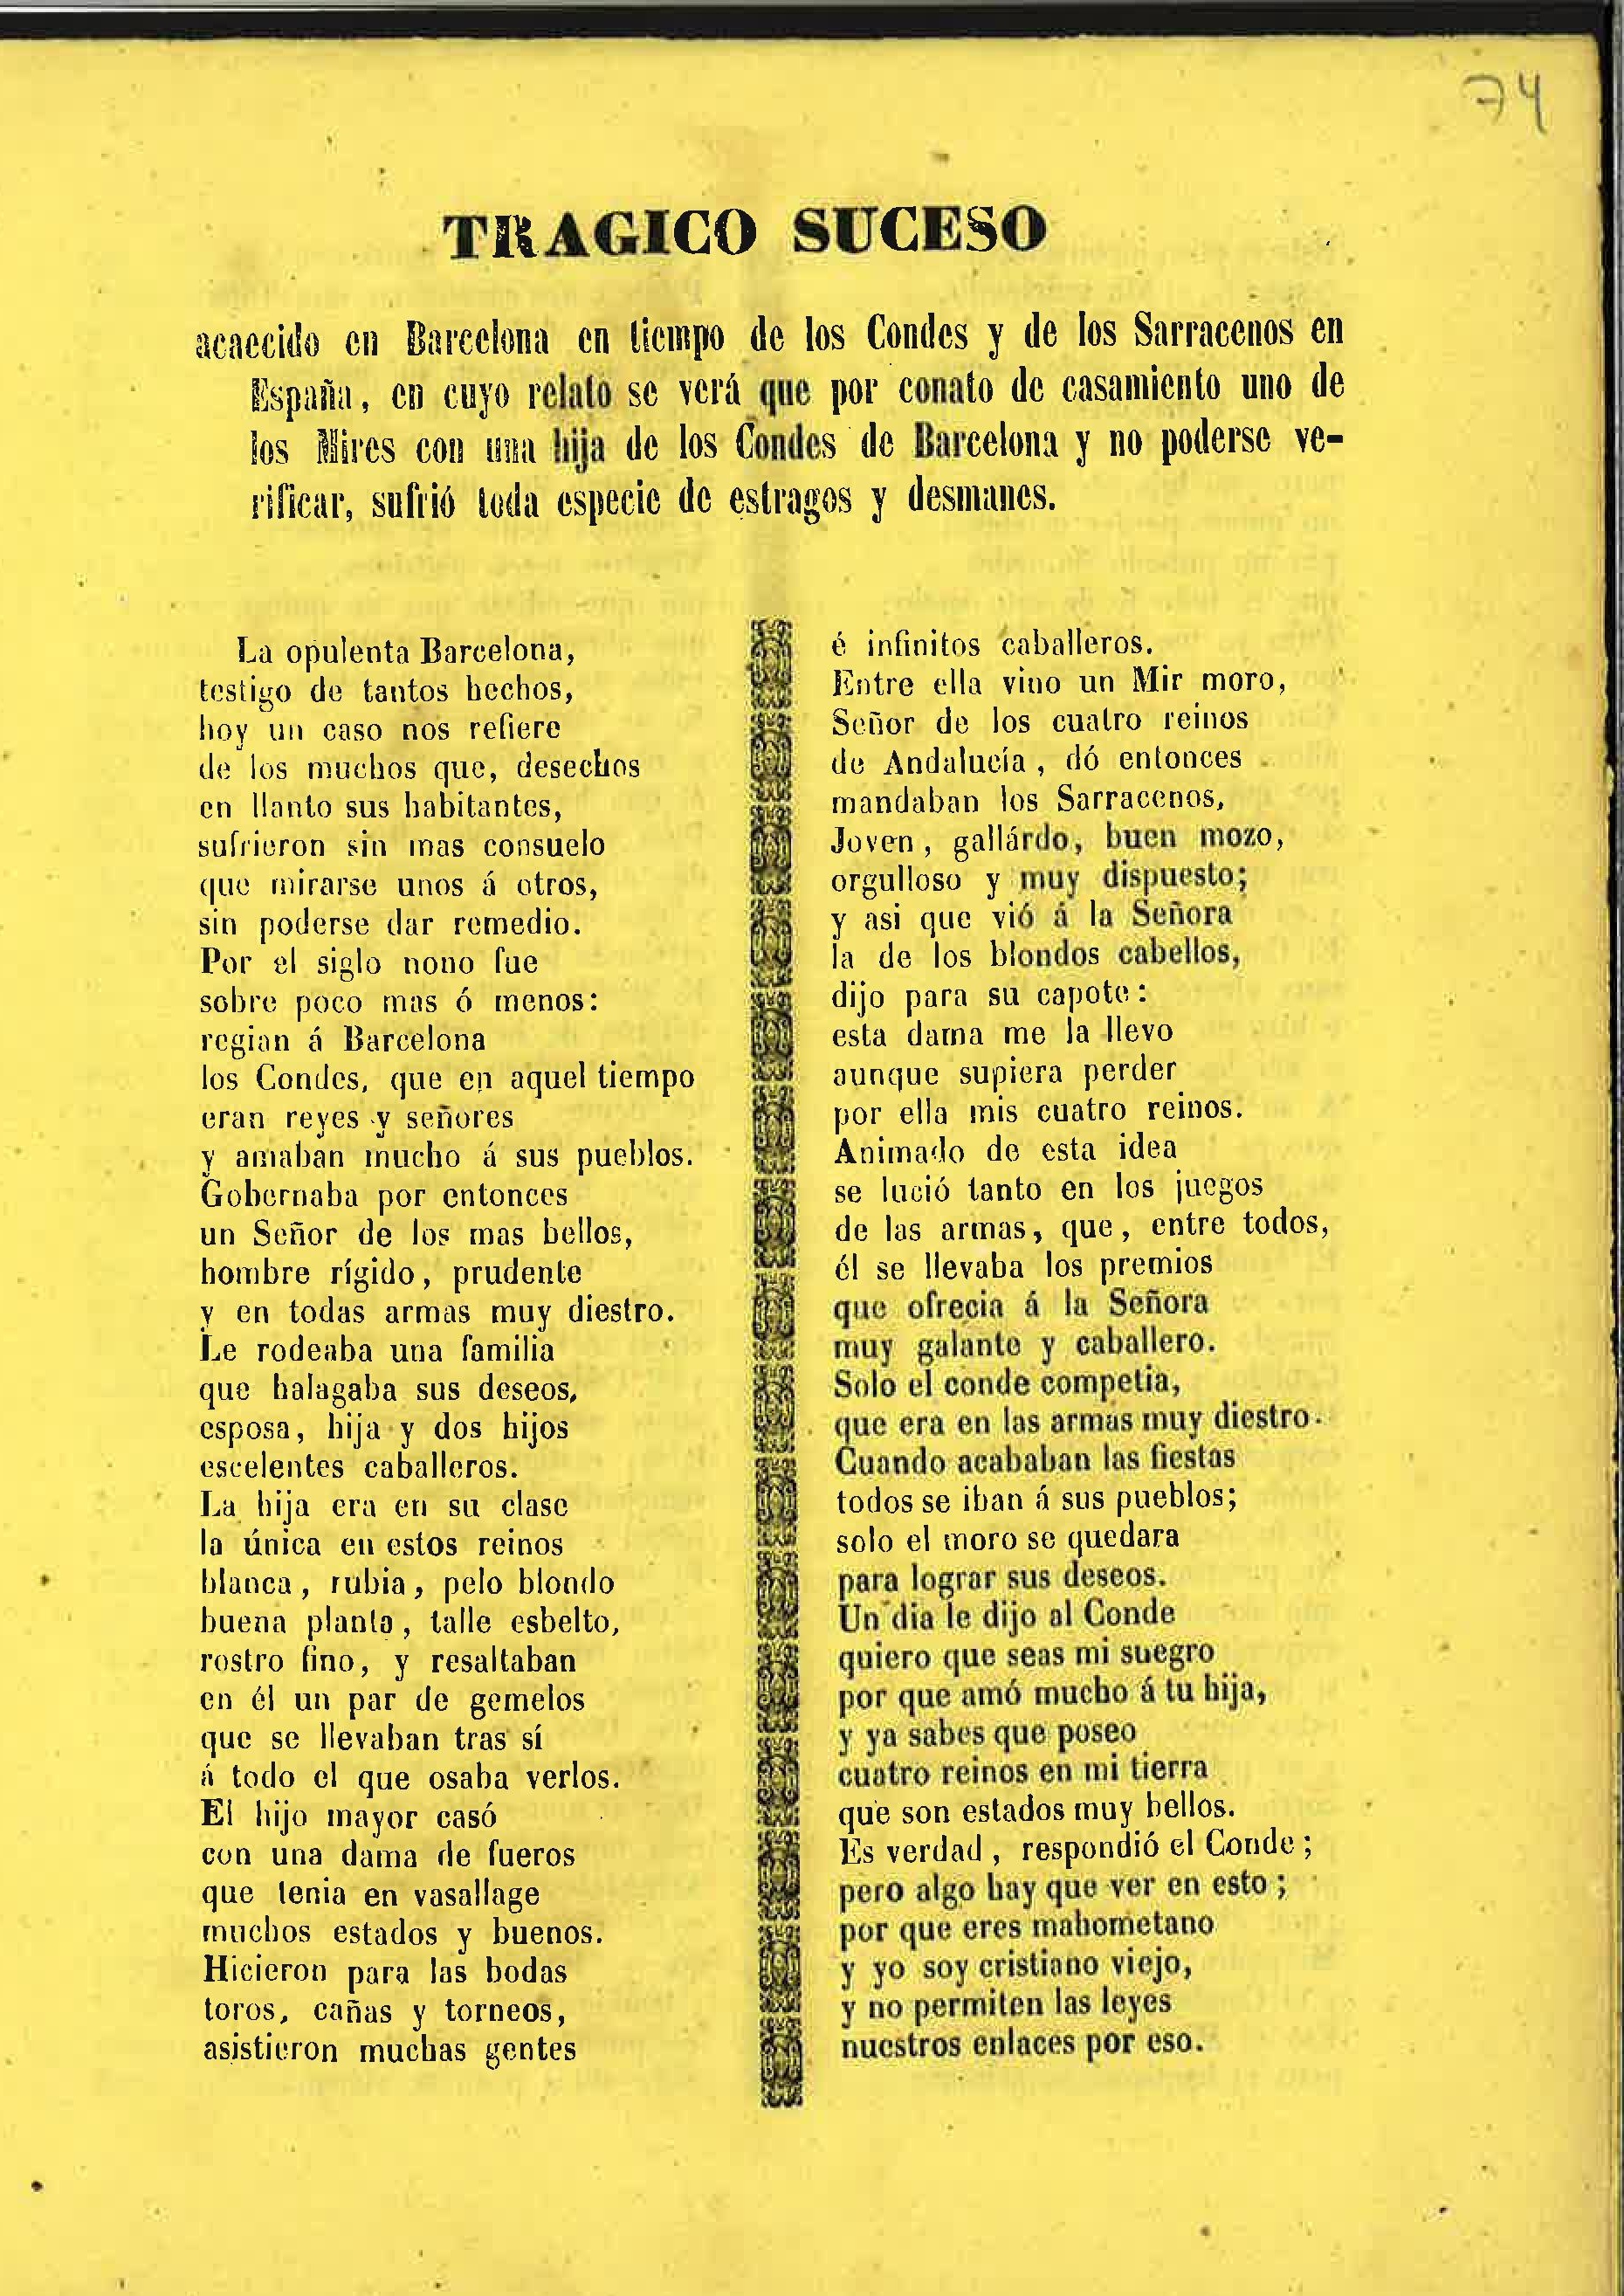 74
TRAGICO SUCESO
acaecido en Barcelona en tiempo de los Condes y de los Sarracenos en
España, en cuyo relato se verá que por conato de casamiento uno de
los Mires con una hija de los Condes de Barcelona y no poderse ve-
rificar, sufrió toda especie de estragos y desmanes.
La opulenta Barcelona,
testigo de tantos hechos,
hoy un caso nos refiere
de los muchos que, desechos
en llanto sus habitantes,
sufrieron sin mas consuelo
que mirarse unos á otros,
sin poderse dar remedio.
Por el siglo nono fue
sobre poco mas ó menos:
regian á Barcelona
los Condes, que en aquel tiempo
eran reyes y señores
y amaban mucho á sus pueblos.
Gobernaba por entonces
un Señor de los mas bellos,
hombre rígido, prudente
y en todas armas muy diestro.
Le rodeaba una familia
que halagaba sus deseos,
esposa, hija y dos hijos
escelentes caballeros.
La hija era en su clase
la única en estos reinos
blanca, rubia, pelo blondo
buena planta, talle esbelto,
rostro fino, y resaltaban
en él un par de gemelos
que se llevaban tras sí
á todo el que osaba verlos.
El hijo mayor casó
con una dama de fueros
que tenia en vasallage
muchos estados y buenos.
Hicieron para las bodas
toros, cañas y torneos,
asistieron muchas gentes
é infinitos caballeros.
Entre ella vino un Mir moro,
Señor de los cuatro reinos
de Andalucía, dó entonces
mandaban los Sarracenos,
Joven, gallárdo, buen mozo,
orgulloso y muy dispuesto;
y asi que vió á la Señora
la de los blondos cabellos,
dijo para su capote:
esta dama me la llevo
aunque supiera perder
por ella mis cuatro reinos.
Animado de esta idea
se lució tanto en los juegos
de las armas, que, entre todos,
él se llevaba los premios
que ofrecia á la Señora
muy galante y caballero.
Solo el conde competia,
que era en las armas muy diestro.
Cuando acababan las fiestas
todos se iban á sus pueblos;
solo el moro se quedara
para lograr sus deseos.
Un dia le dijo al Conde
quiero que seas mi suegro
por que amó mucho á tu hija,
y ya sabes que poseo
cuatro reinos en mi tierra
que son estados muy bellos.
Es verdad, respondió el Conde;
pero algo hay que ver en esto;
por que eres mahometano
y yo soy cristiano viejo,
y no permiten las leyes
nuestros enlaces por eso.